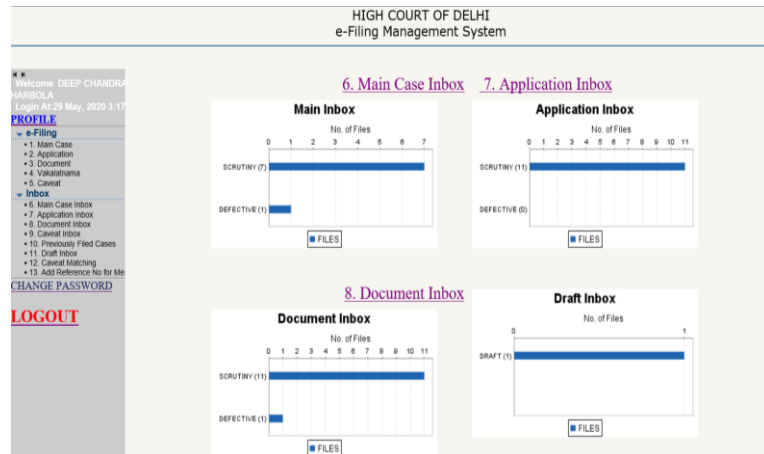 HIGH COURT OF DELHI
e-Filing Management System
Welcome DEEP CHANDRA
HARBOLA
Login At:29 May, 2020 3:17
PROFILE
e-Filing
1. Main Case
2. Application
3. Document
4. Vakalatnama
5. Caveat
Inbox
6. Main Case Inbox
7. Application Inbox
8. Document Inbox
9. Caveat Inbox
10. Previously Filed Cases
11. Draft Inbox
12. Caveat Matching
13. Add Reference No for Me
CHANGE PASSWORD
LOGOUT
6. Main Case Inbox 7. Application Inbox
Main Inbox
No. of Files
0 1 2 3 4 5 6 7
SCRUTINY (7)
DEFECTIVE (1)
FILES
Application Inbox
No. of Files
0 1 2 3 4 5 6 7 8 9 10 11
SCRUTINY (11)
DEFECTIVE (0)
FILES
8. Document Inbox
Document Inbox
No. of Files
0 1 2 3 4 5 6 7 8 9 10 11
SCRUTINY (11)
DEFECTIVE (1)
FILES
Draft Inbox
No. of Files
0 1
DRAFT (1)
FILES